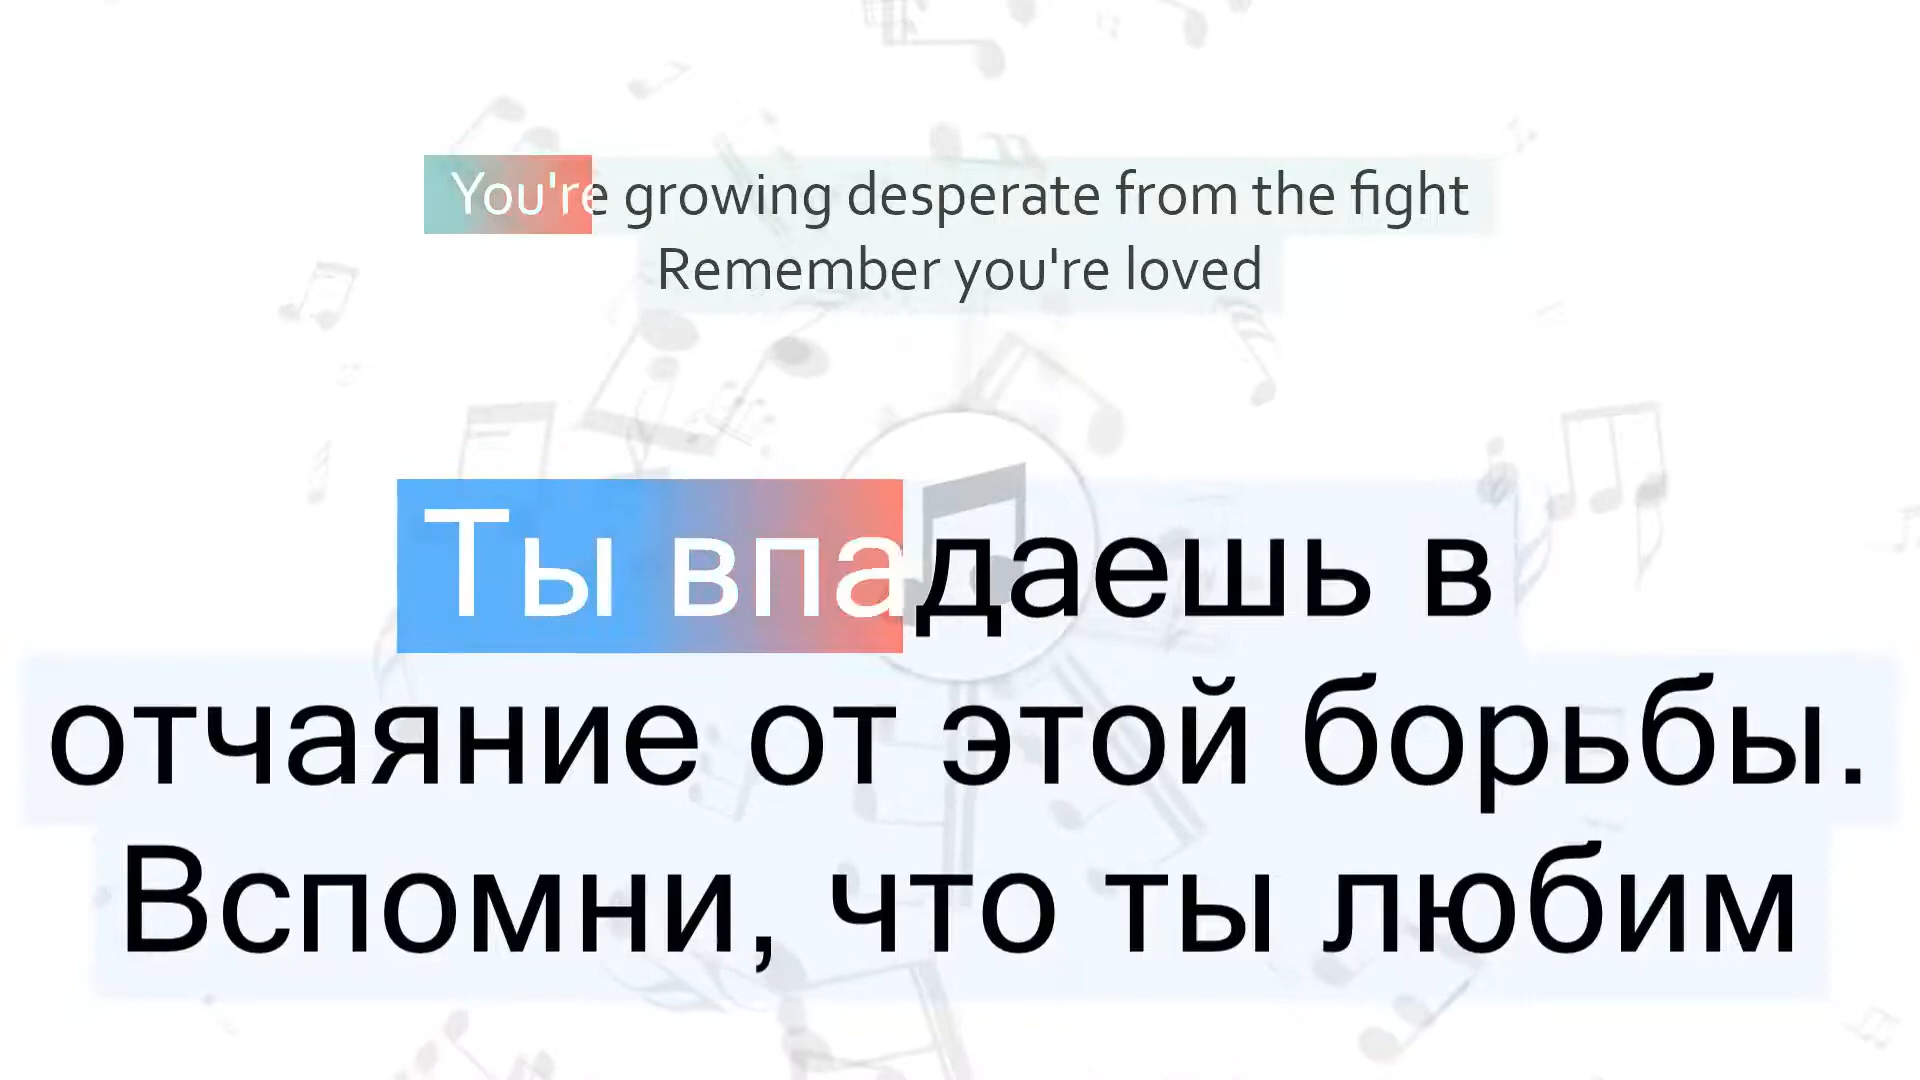 You're growing desperate from the fight
Remember you're loved
Ты впадаешь в
отчаяние от этой борьбы.
Вспомни, что ты любим